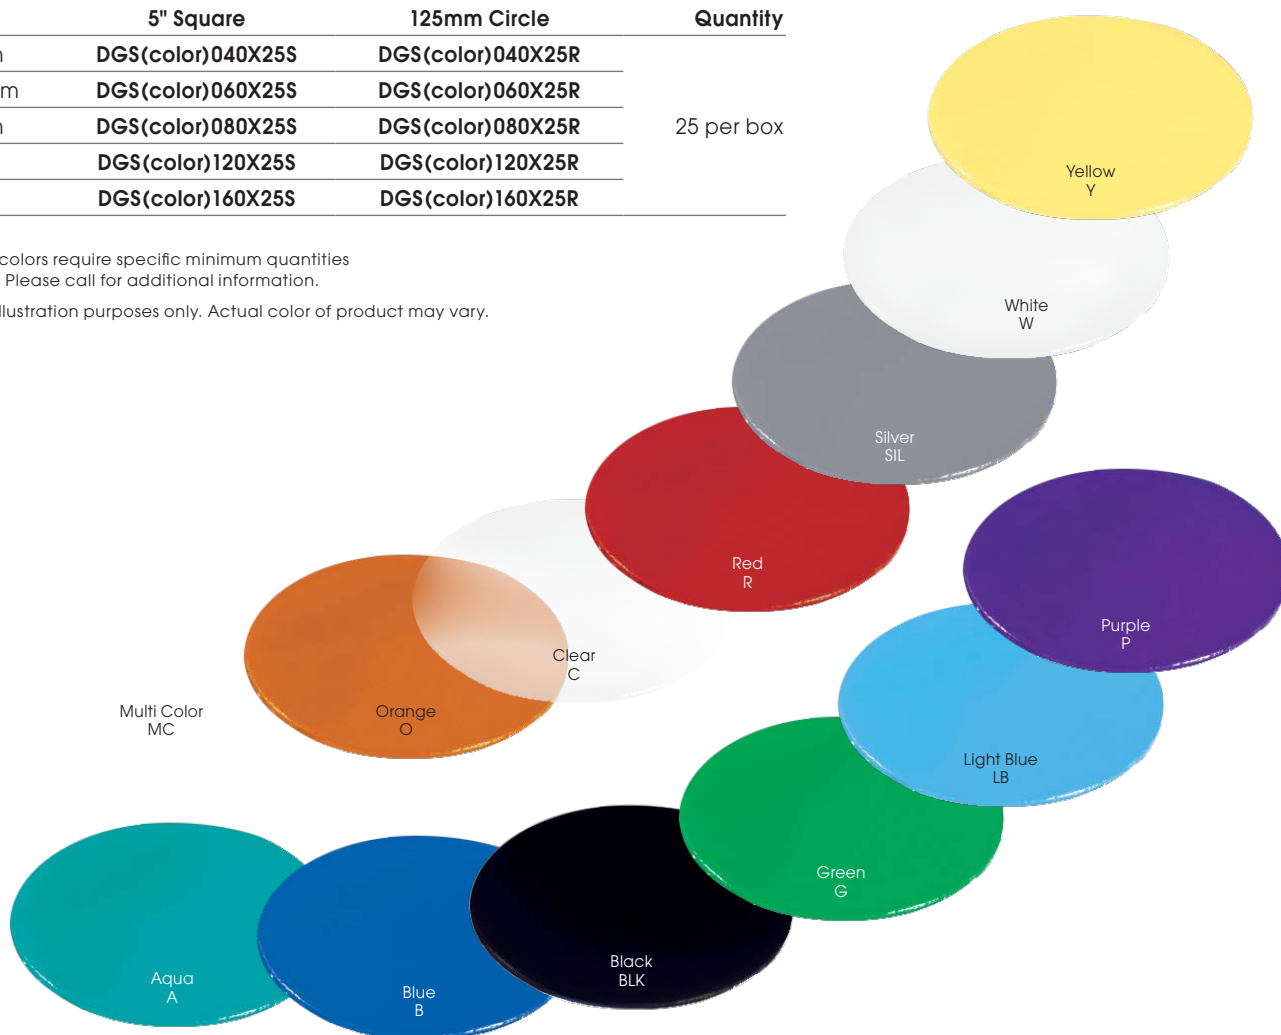 5" Square 125mm Circle Quantity
DGS(color)040X25S DGS(color)040X25R
m DGS(color)060X25S DGS(color)060X25R
DGS(color)080X25S DGS(color)080X25R 25 per box
DGS(color)120X25S DGS(color)120X25R
DGS(color)160X25S DGS(color)160X25R
colors require specific minimum quantities
Please call for additional information.
llustration purposes only. Actual color of product may vary.
Yellow
Y
White
W
Silver
SIL
Red
R
Purple
P
Clear
C
Multi Color
MC
Orange
O
Light Blue
LB
Green
G
Black
BLK
Aqua
A
Blue
B